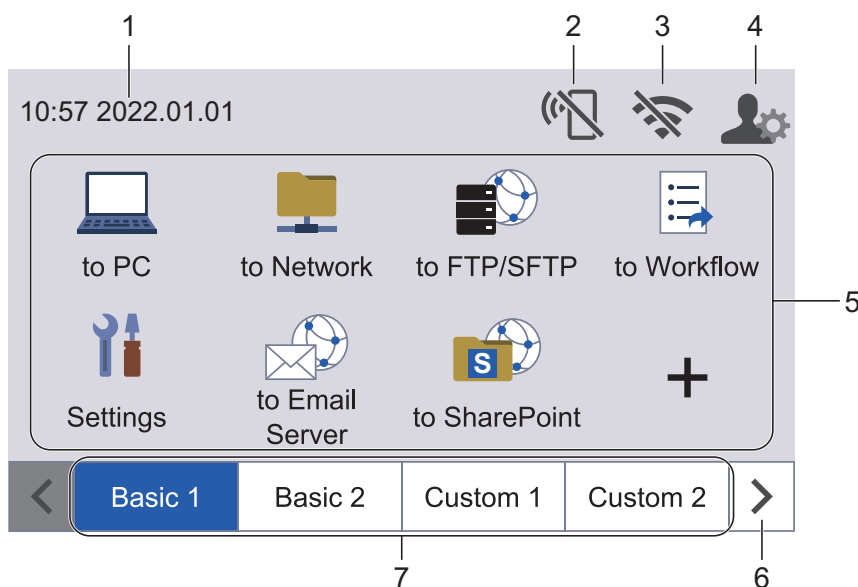 1 2 3 4
10:57 2022.01.01
to PC to Network to FTP/SFTP to Workflow
5
S
Settings to Email Server to SharePoint
Basic 1 Basic 2 Custom 1 Custom 2
7 6